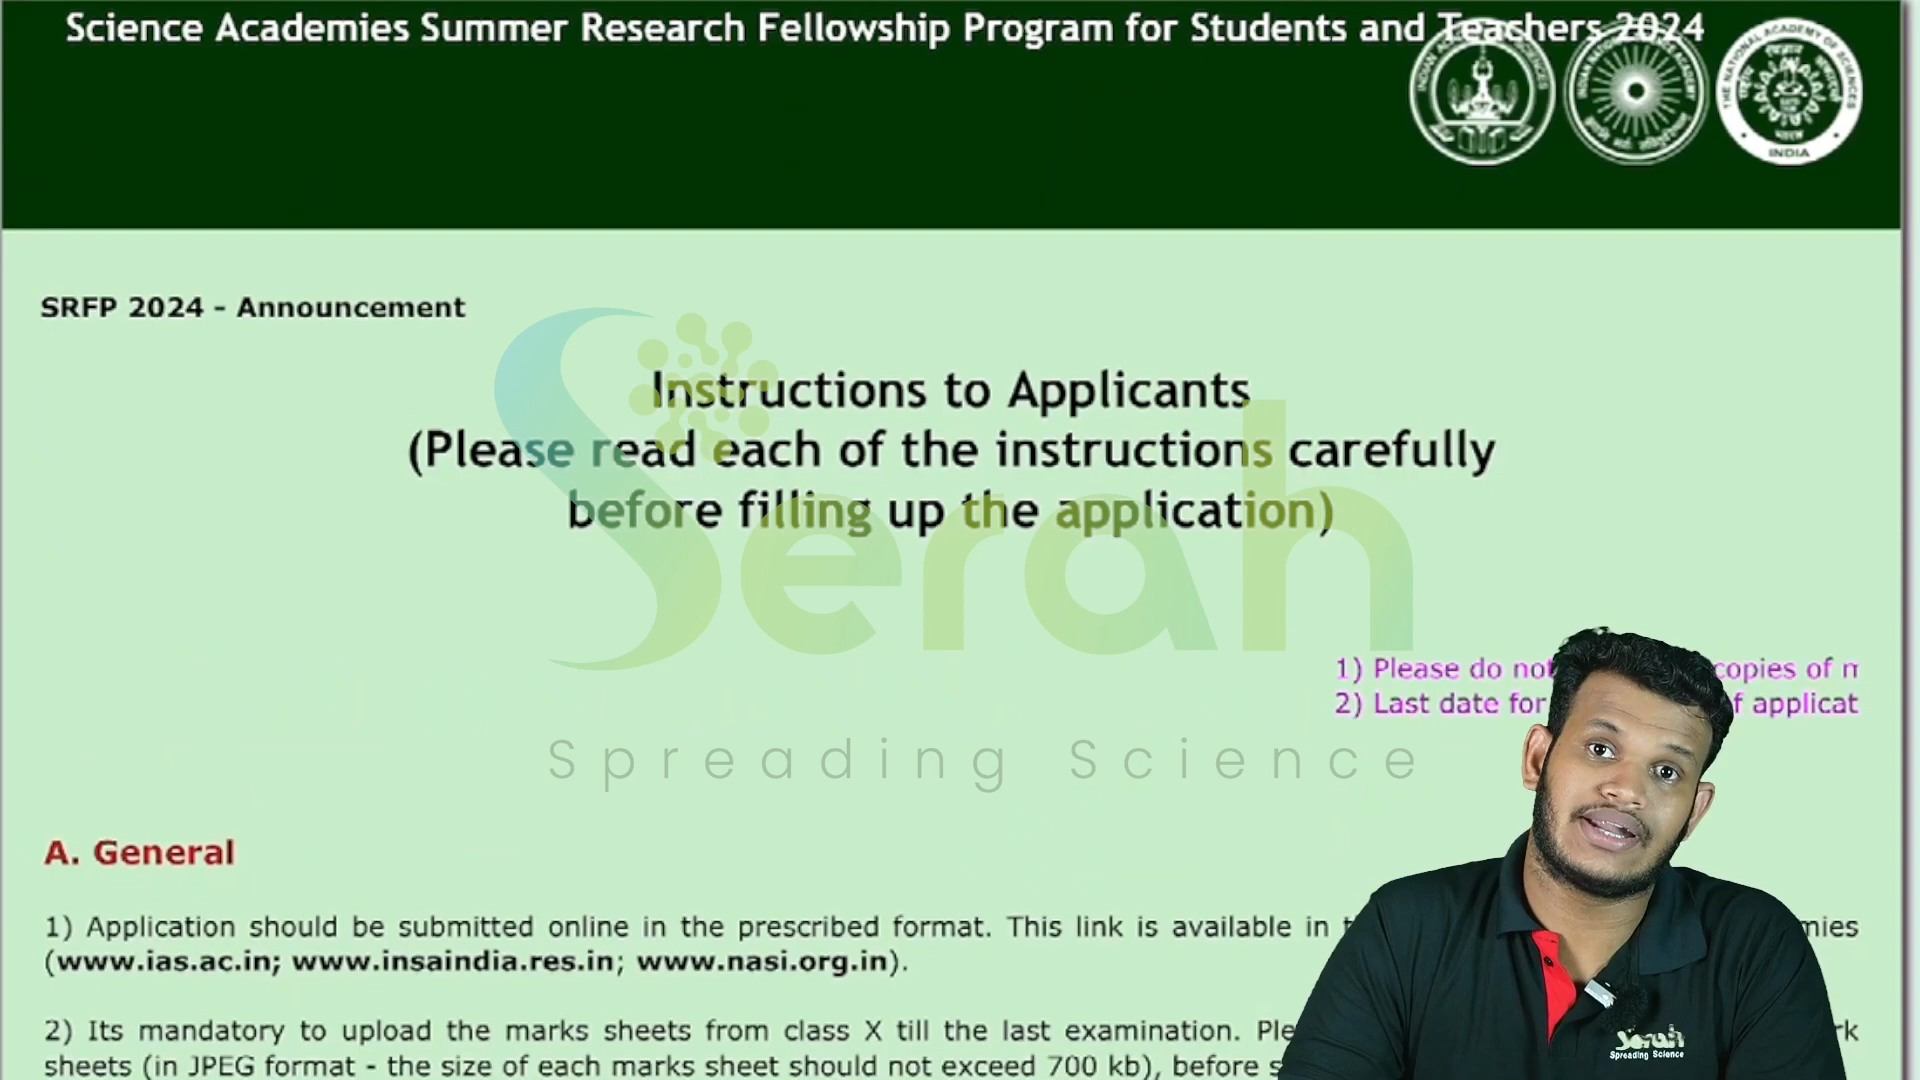 Science Academies Summer Research Fellowship Program for Students and Teachers 2024
INDIA
SRFP 2024 - Announcement
Instructions to Applicants
(Please read each of the instructions carefully
before filling up the application)
Serah
Spreading Science
1) Please do not copies of
2) Last date for
A. General
1) Application should be submitted online in the prescribed format. This link is available in
(www.ias.ac.in; www.insaindia.res.in; www.nasi.org.in).
2) Its mandatory to upload the marks sheets from class X till the last examination.
sheets (in JPEG format - the size of each marks sheet should not exceed 700 kb), before
Serah
Spreading Science